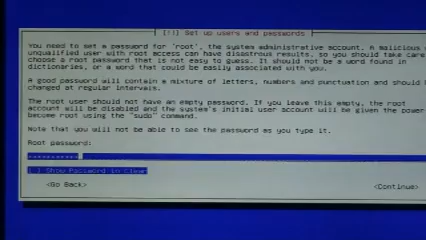 [!!] Set up users and passwords
You need to set a password for 'root', the system administrative account. A malicious
unqualified user with root access can have disastrous results, so you should take care
choose a root password that is not easy to guess. It should not be a word found in
dictionaries, or a word that could be easily associated with you.
A good password will contain a mixture of letters, numbers and punctuation and should
changed at regular intervals.
The root user should not have an empty password. If you leave this empty, the root
account will be disabled and the system's initial user account will be given the power
become root using the "sudo" command.
Note that you will not be able to see the password as you type it.
Root password:
[ ] Show Password in Clear
<Go Back>
<Continue>